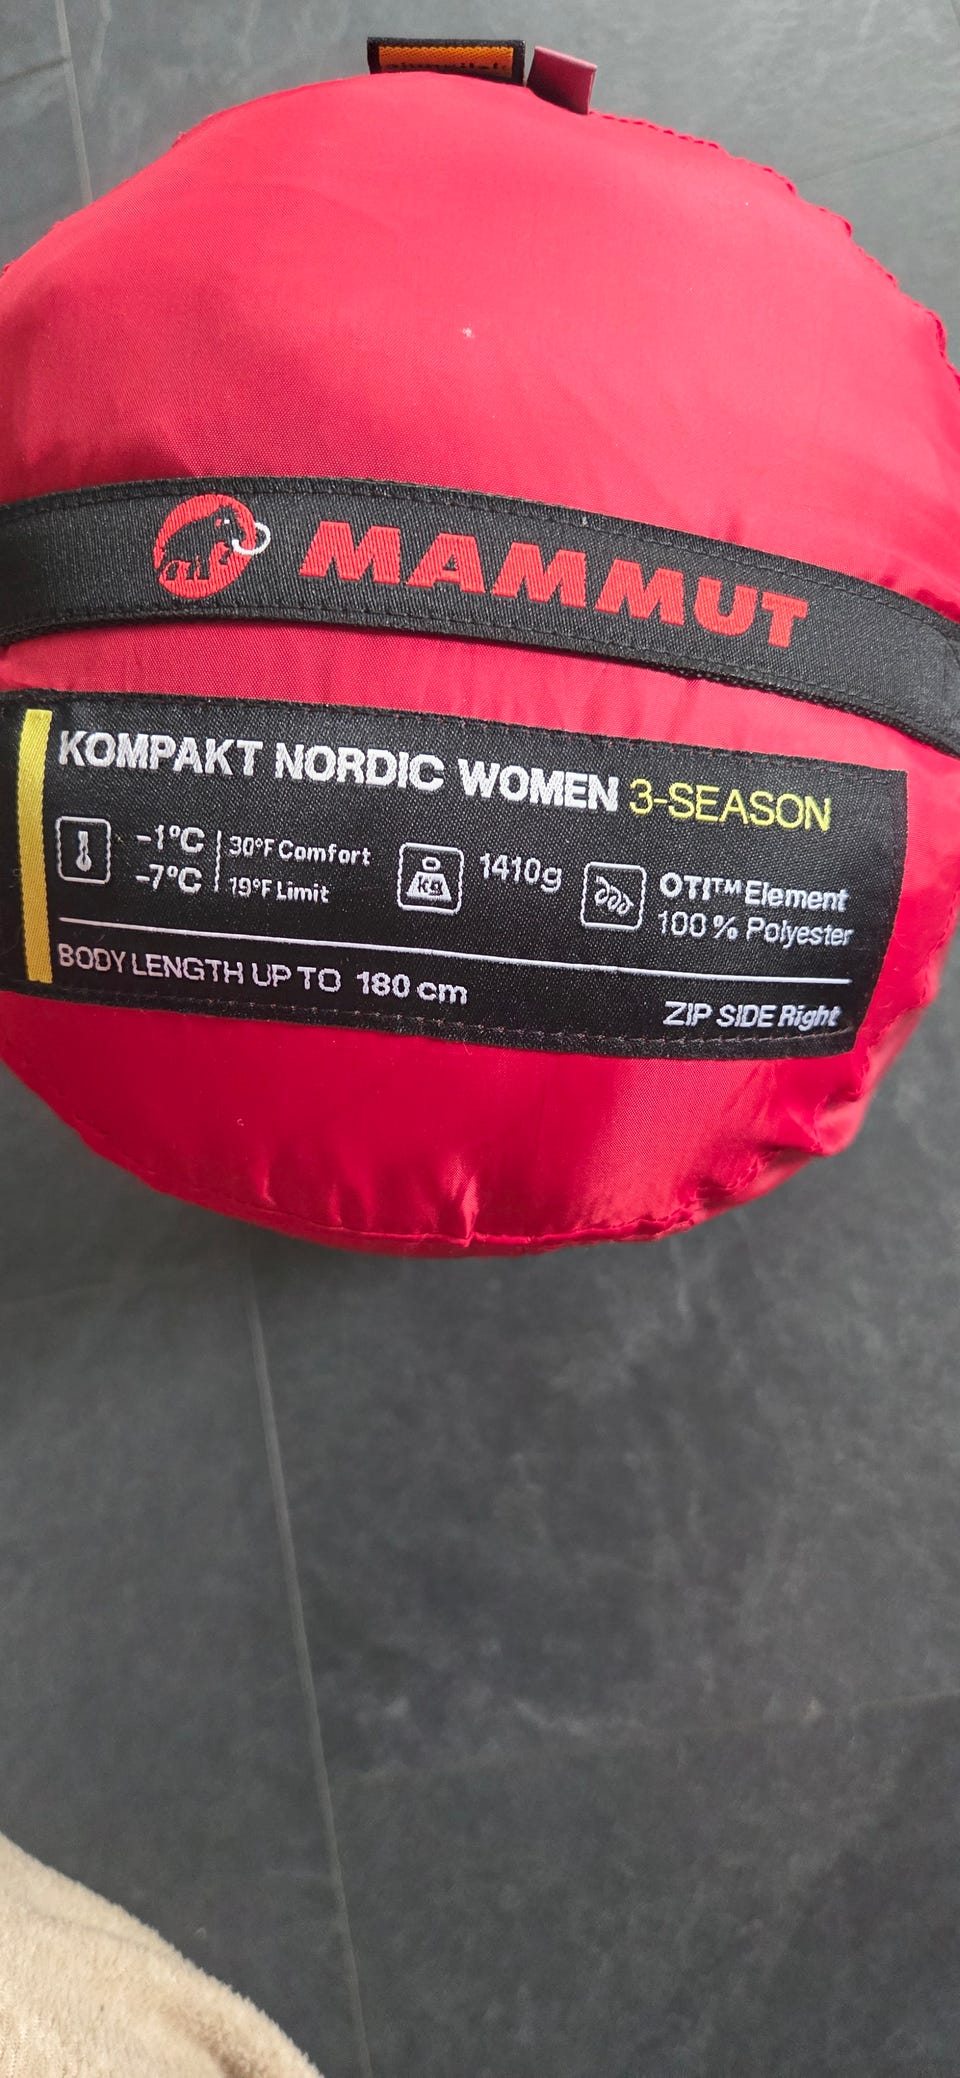 MAMMUT
KOMPAKT NORDIC WOMEN 3-SEASON
-1°C | 30°F Comfort
-7°C | 19°F Limit
kg
1410g
OTI™ Element
100% Polyester
BODY LENGTH UP TO 180 cm
ZIP SIDE Right